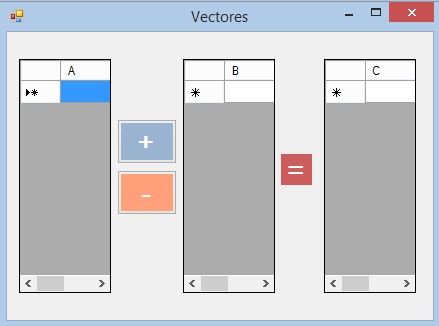 Vectores
A B C
+ =
-